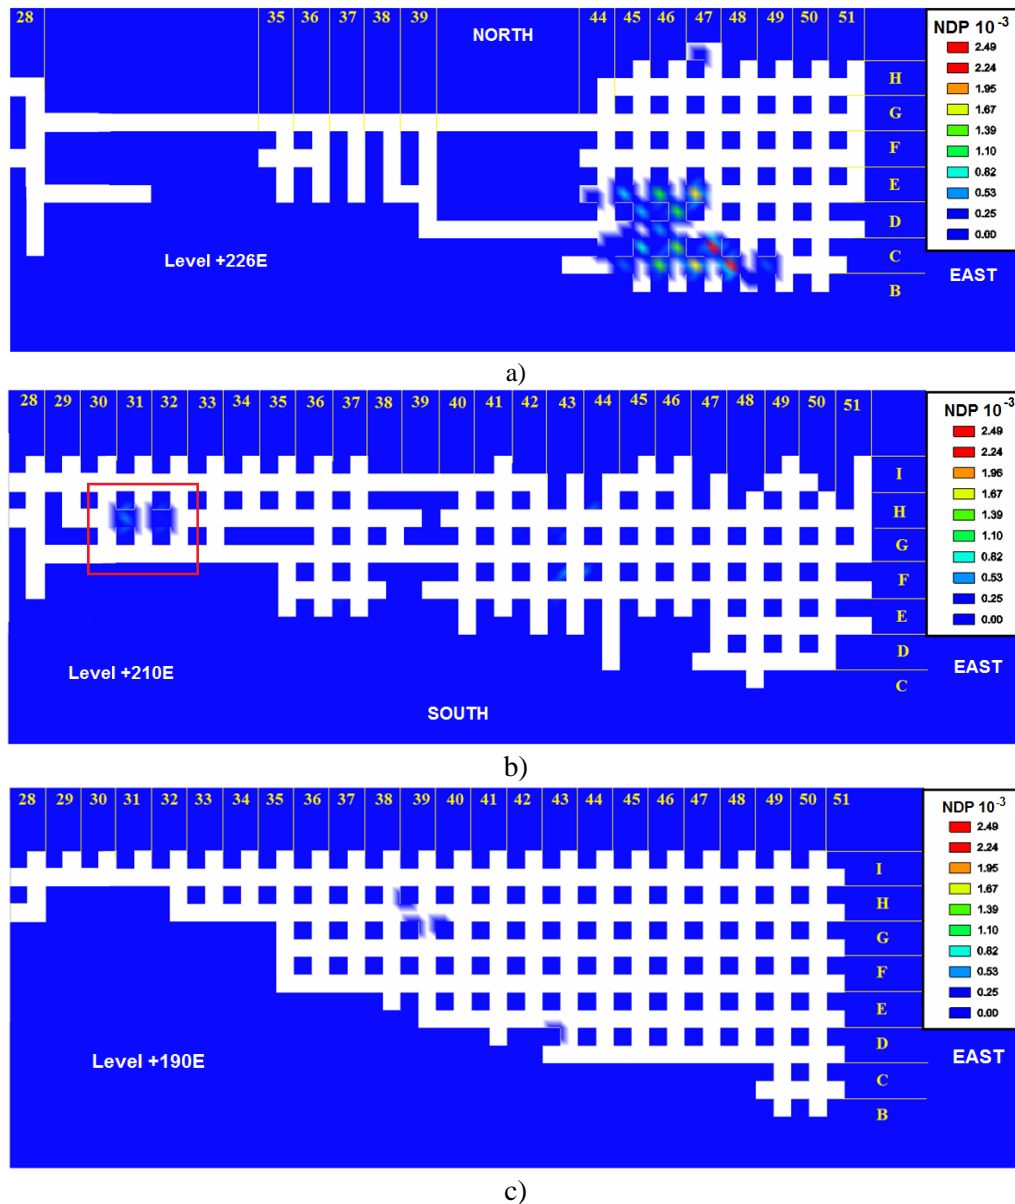 28 35 36 37 38 39 44 45 46 47 48 49 50 51
NORTH
NDP 10⁻³
2.49
2.24
1.95
1.67
1.39
1.10
0.82
0.53
0.25
0.00
H
G
F
E
D
C
B
Level +226E
EAST
a)
28 29 30 31 32 33 34 35 36 37 38 39 40 41 42 43 44 45 46 47 48 49 50 51
NDP 10⁻³
2.49
2.24
1.96
1.67
1.39
1.10
0.82
0.53
0.25
0.00
I
H
G
F
E
D
C
Level +210E
EAST
SOUTH
b)
28 29 30 31 32 33 34 35 36 37 38 39 40 41 42 43 44 45 46 47 48 49 50 51
NDP 10⁻³
2.49
2.24
1.95
1.67
1.39
1.10
0.82
0.53
0.25
0.00
I
H
G
F
E
D
C
B
Level +190E
EAST
c)